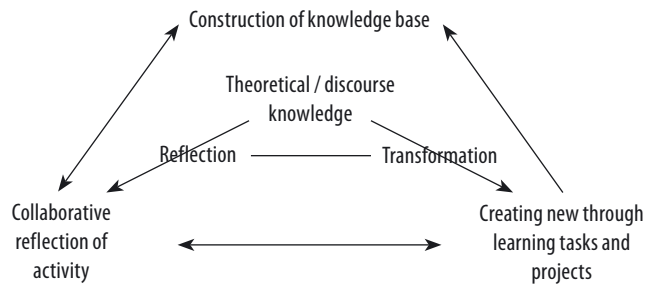 Construction of knowledge base
Theoretical / discourse
knowledge
Reflection
Transformation
Collaborative
reflection of
activity
Creating new through
learning tasks and
projects